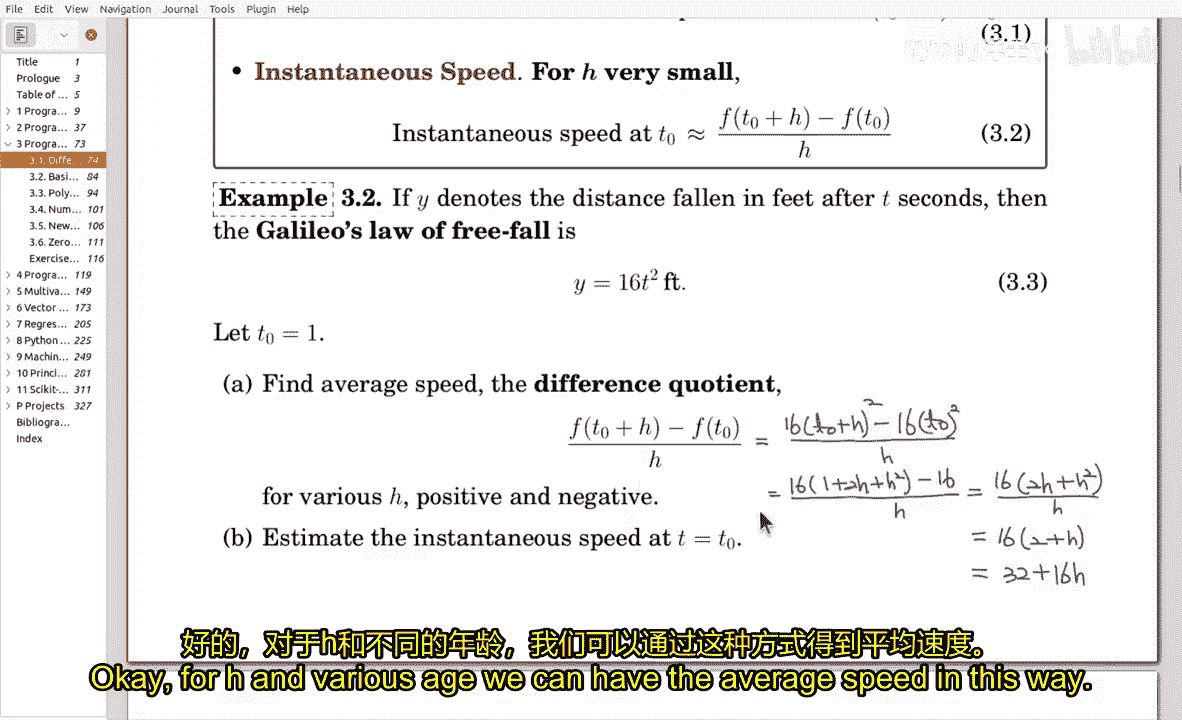 File Edit View Navigation Journal Tools Plugin Help
Title 1
Prologue 3
Table of ... 5
1 Progra... 9
2 Progra... 37
3 Progra... 73
3.1. Diffe... 74
3.2. Basi... 84
3.3. Poly... 94
3.4. Num... 101
3.5. New... 106
3.6. Zero... 111
Exercise... 116
4 Progra... 119
5 Multiva... 149
6 Vector ... 173
7 Regres... 205
8 Python ... 225
9 Machin... 249
10 Princi... 281
11 Scikit-... 311
P Projects 327
Bibliogra...
Index
(3.1)
bilibili
• Instantaneous Speed. For h very small,
Instantaneous speed at t₀ ≈ (f(t₀ + h) − f(t₀)) / h (3.2)
Example 3.2. If y denotes the distance fallen in feet after t seconds, then
the Galileo's law of free-fall is
y = 16t² ft. (3.3)
Let t₀ = 1.
(a) Find average speed, the difference quotient,
(f(t₀ + h) − f(t₀)) / h = (16(t₀+h)² − 16(t₀)²) / h
for various h, positive and negative. = (16(1+2h+h²) − 16) / h = 16(2h+h²) / h
(b) Estimate the instantaneous speed at t = t₀. = 16(2+h)
= 32+16h
好的，对于h和不同的年龄，我们可以通过这种方式得到平均速度。
Okay, for h and various age we can have the average speed in this way.